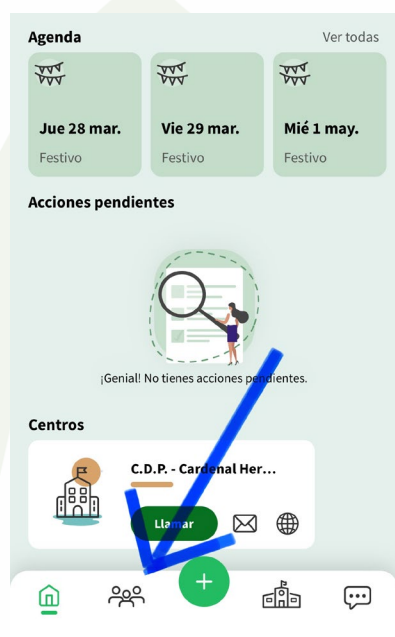 Agenda Ver todas
Jue 28 mar. Vie 29 mar. Mié 1 may.
Festivo Festivo Festivo
Acciones pendientes
¡Genial! No tienes acciones pendientes.
Centros
C.D.P. - Cardenal Her...
Llamar